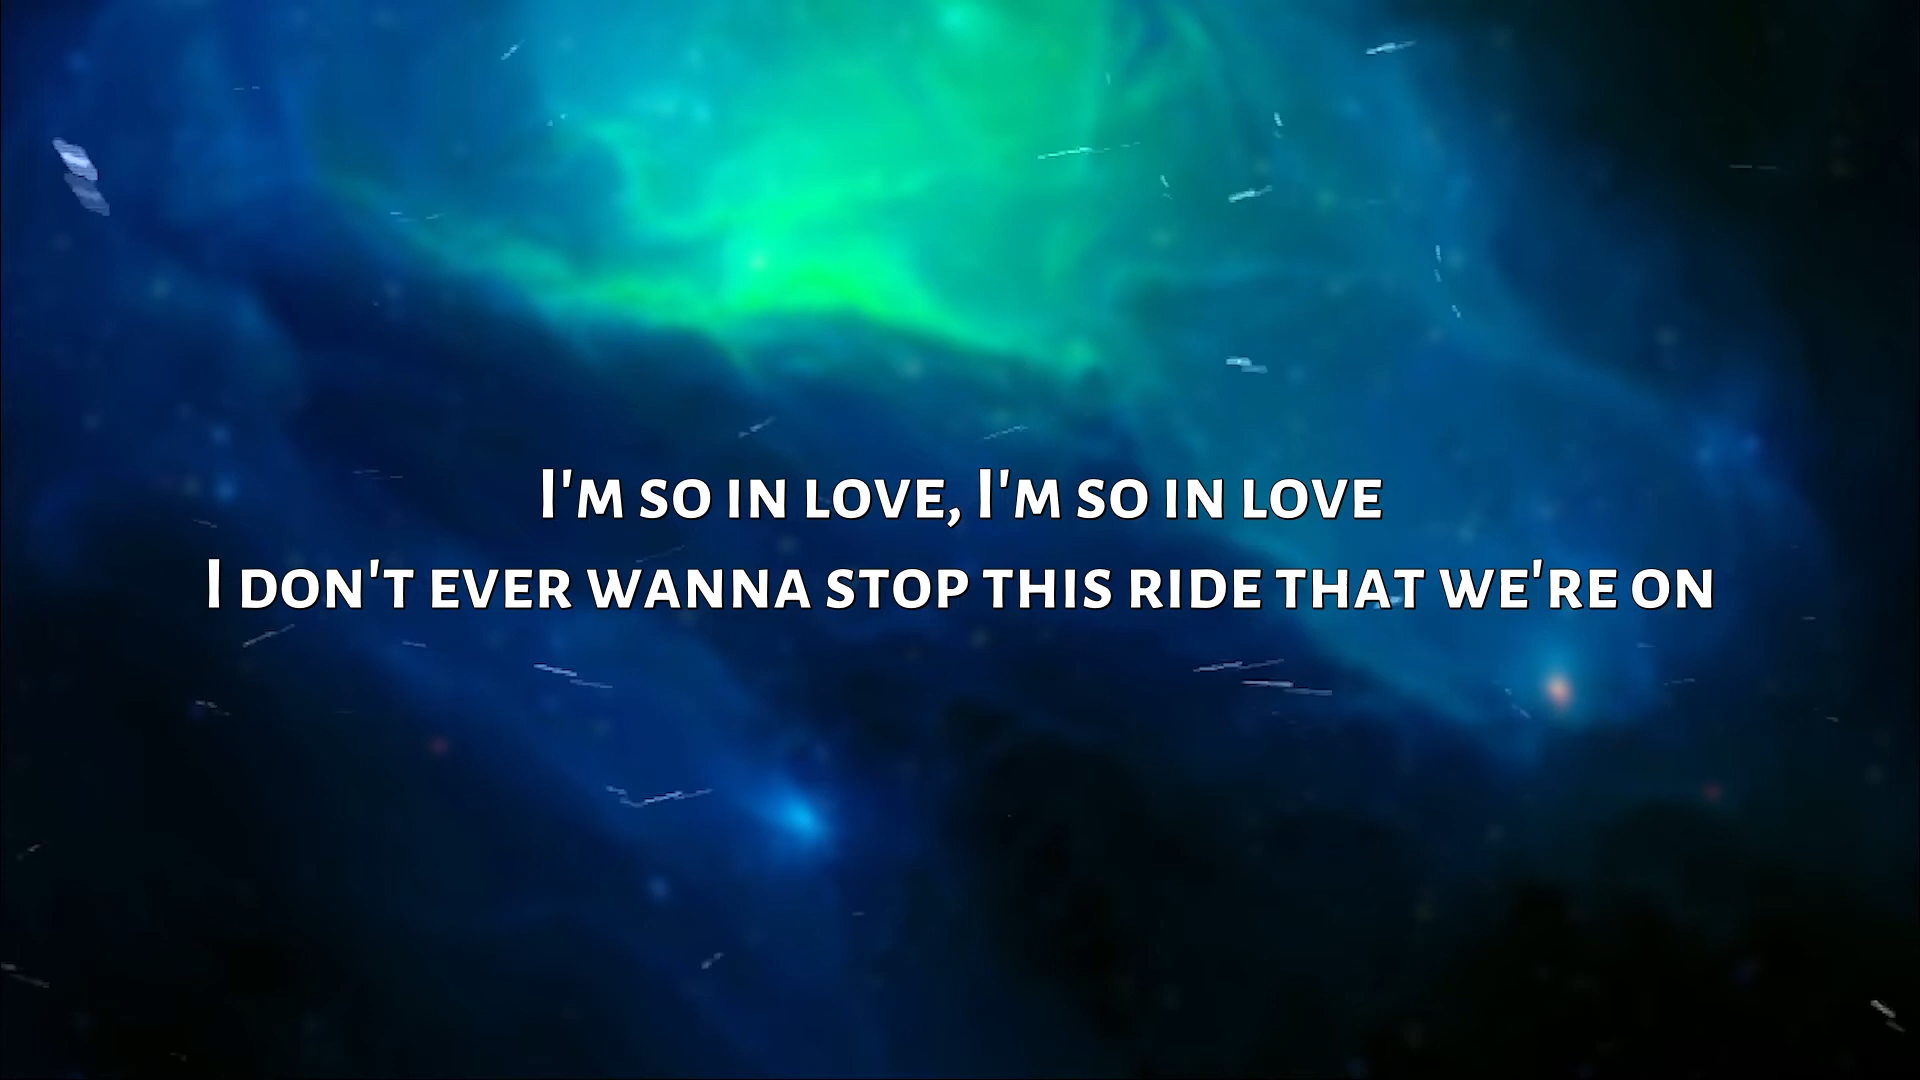 I'm so in love, I'm so in love
I don't ever wanna stop this ride that we're on